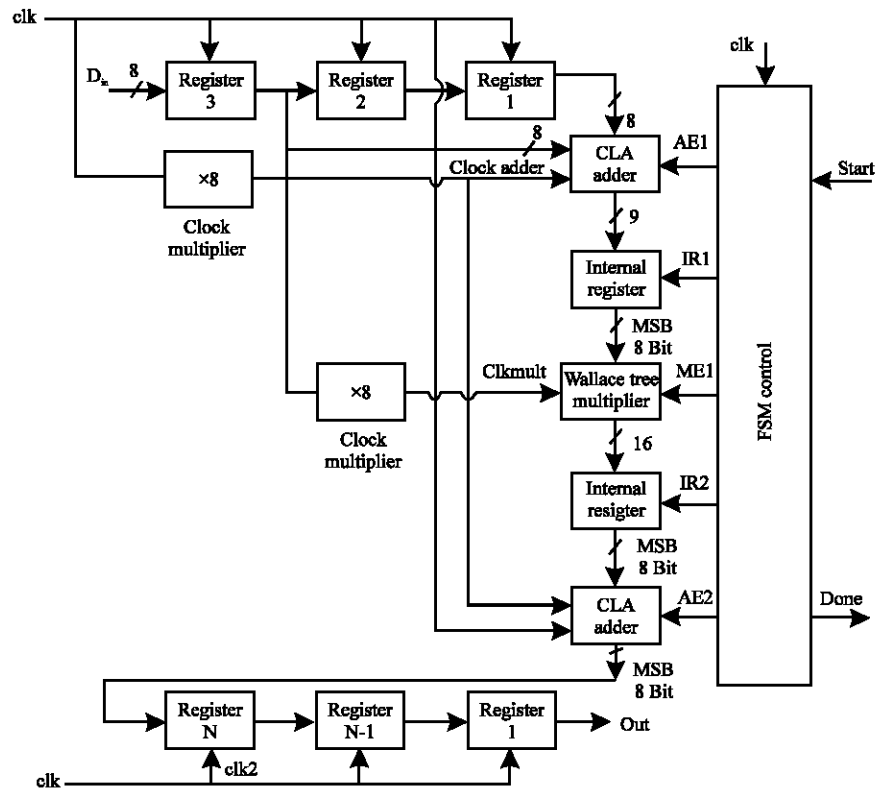 clk
D_in
8
Register
3
Register
2
Register
1
8
8
clk
CLA
adder
AE1
Start
×8
Clock adder
Clock
multiplier
9
Internal
register
IR1
MSB
8 Bit
×8
Clkmult
Wallace tree
multiplier
ME1
FSM control
Clock
multiplier
16
Internal
resigter
IR2
MSB
8 Bit
CLA
adder
AE2
Done
MSB
8 Bit
Register
N
Register
N-1
Register
1
Out
clk
clk2